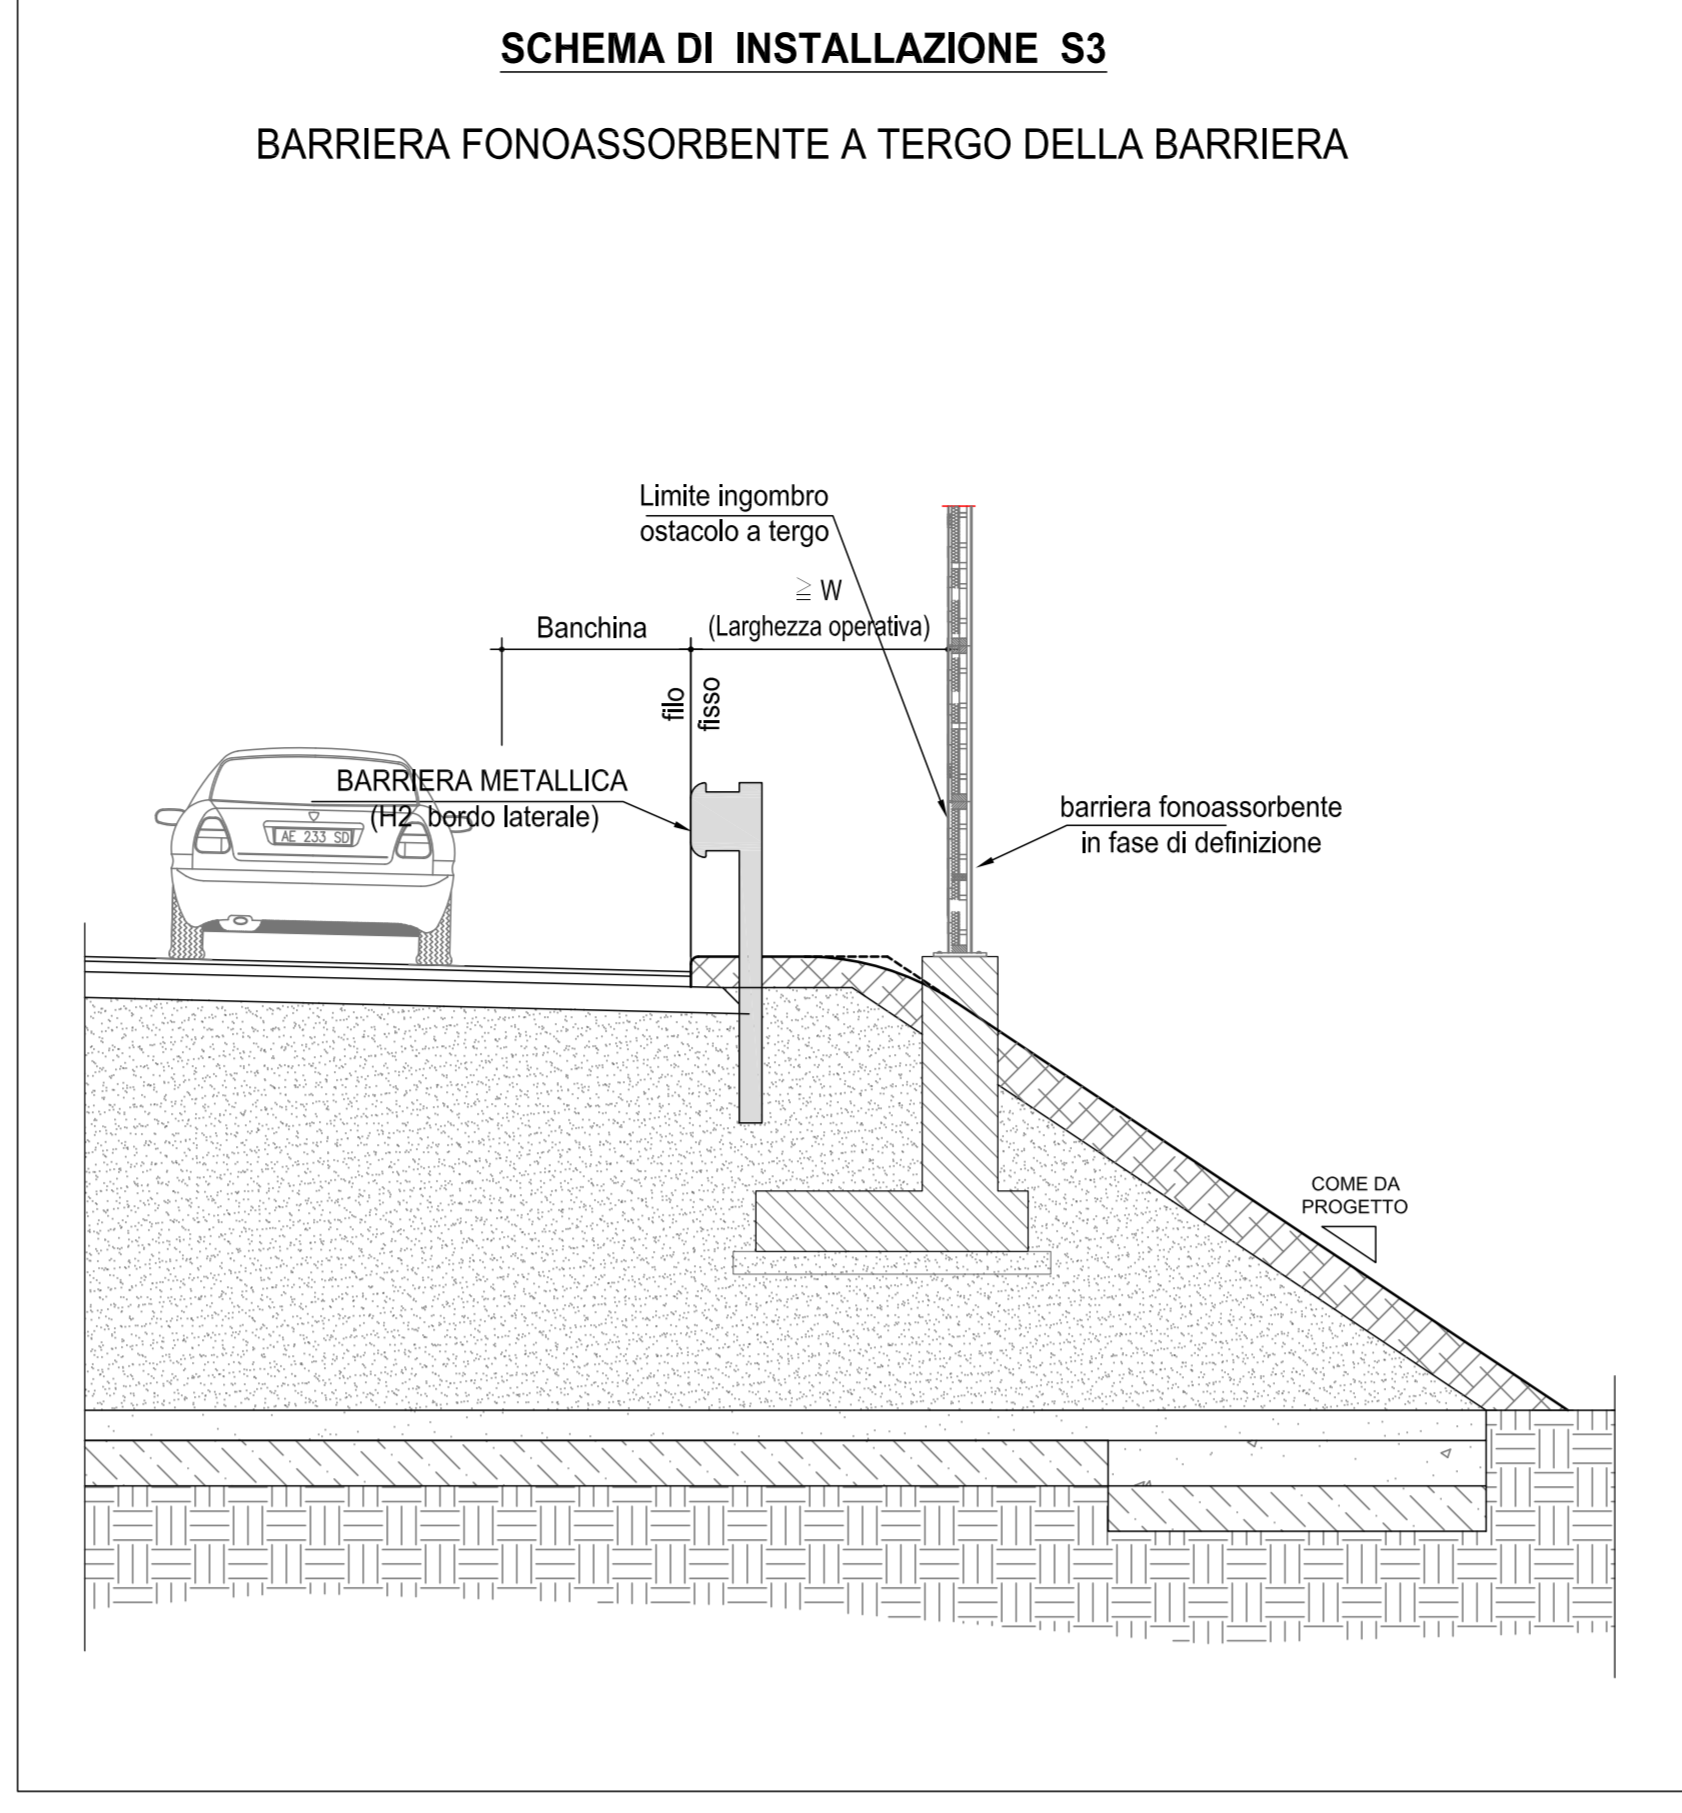 SCHEMA DI INSTALLAZIONE S3
BARRIERA FONOASSORBENTE A TERGO DELLA BARRIERA
Limite ingombro
ostacolo a tergo
≧ W
(Larghezza operativa)
Banchina
filo
fisso
BARRIERA METALLICA
(H2 bordo laterale)
AE 233 SD
barriera fonoassorbente
in fase di definizione
COME DA
PROGETTO